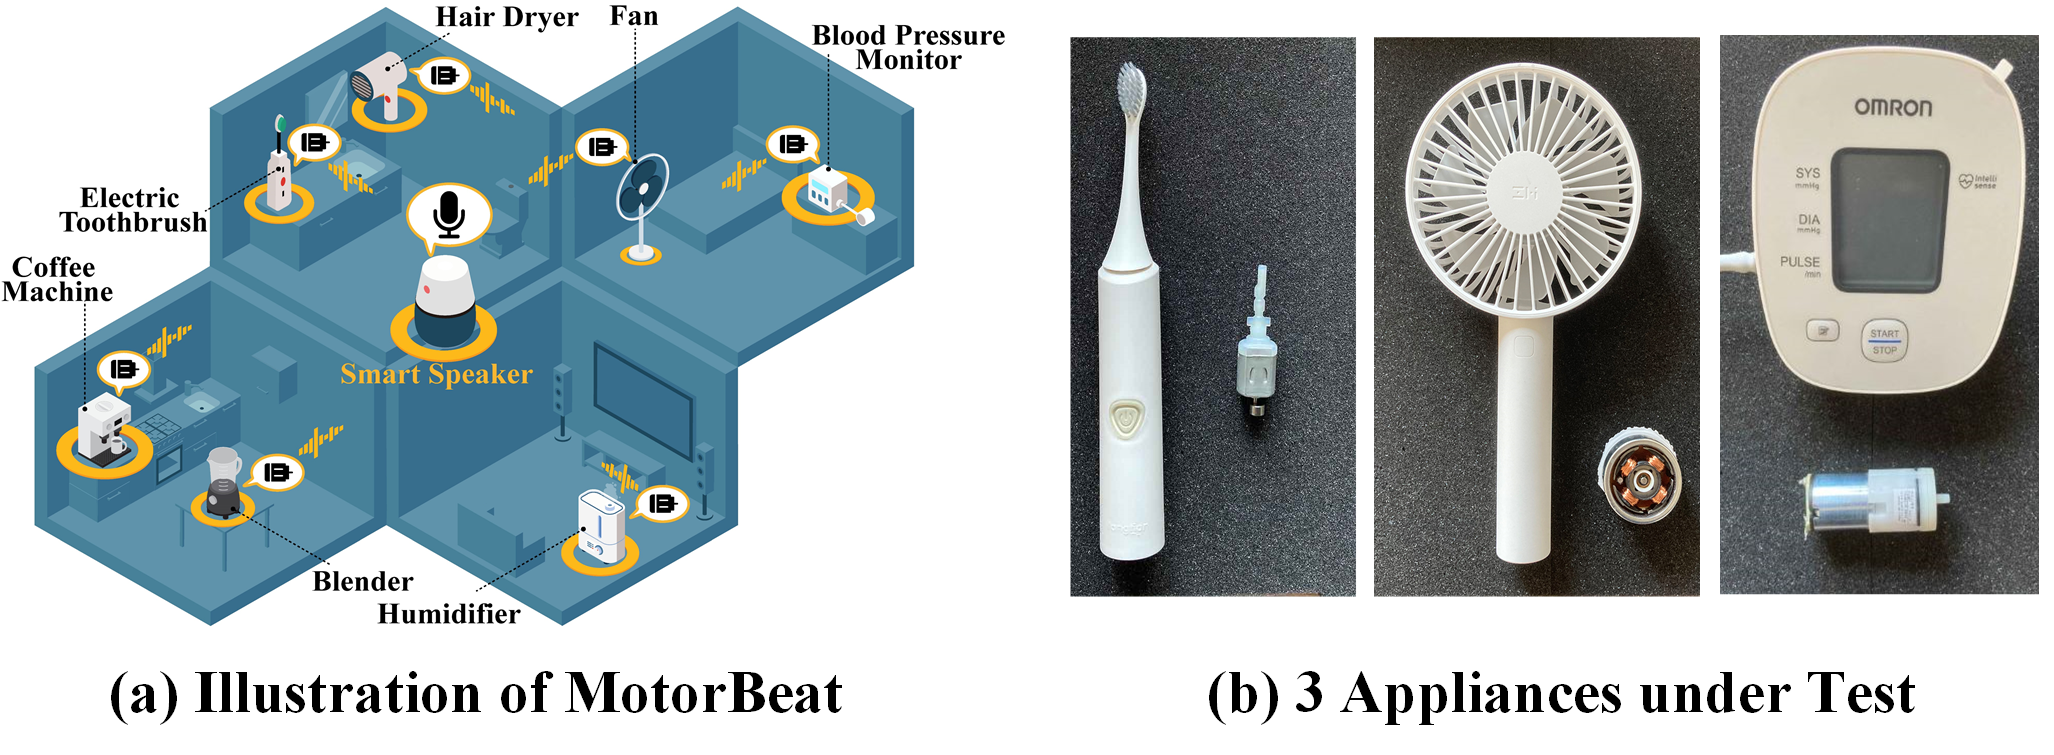 Hair Dryer
Fan
Blood Pressure
Monitor
Electric
Toothbrush
Coffee
Machine
Smart Speaker
Blender
Humidifier
OMRON
SYS
mmHg
Intelli
sense
DIA
mmHg
PULSE
/min
START
STOP
(a) Illustration of MotorBeat
(b) 3 Appliances under Test